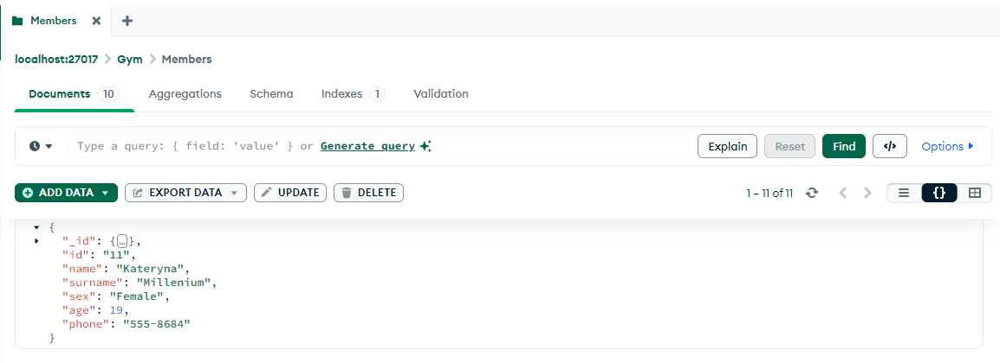 Members
localhost:27017 > Gym > Members
Documents 10 Aggregations Schema Indexes 1 Validation
Type a query: { field: 'value' } or Generate query Explain Reset Find </> Options
ADD DATA EXPORT DATA UPDATE DELETE 1 – 11 of 11 {}
{
"_id": {…},
"id": "11",
"name": "Kateryna",
"surname": "Millenium",
"sex": "Female",
"age": 19,
"phone": "555-8684"
}